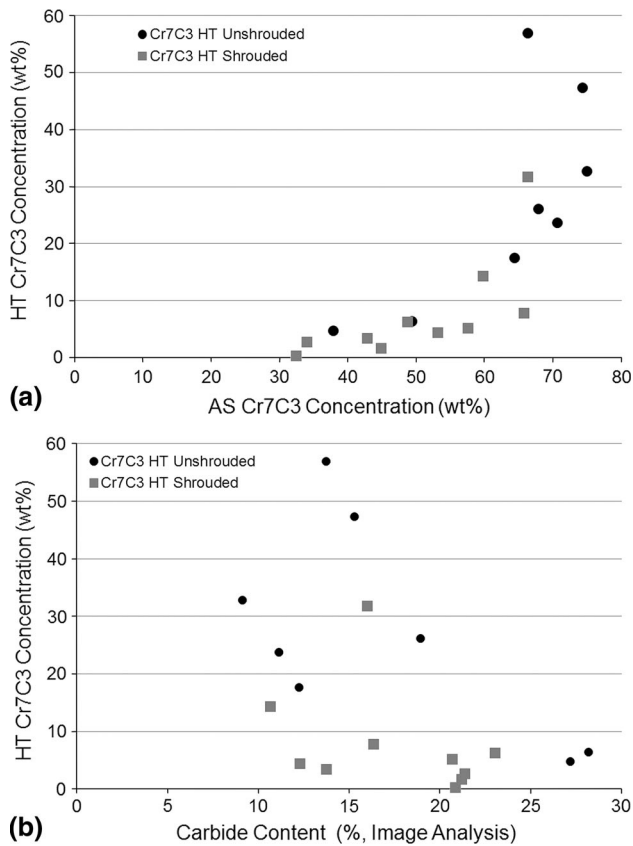 60
50
40
30
20
10
0
HT Cr7C3 Concentration (wt%)
Cr7C3 HT Unshrouded
Cr7C3 HT Shrouded
0 10 20 30 40 50 60 70 80
AS Cr7C3 Concentration (wt%)
(a)
60
50
40
30
20
10
0
HT Cr7C3 Concentration (wt%)
Cr7C3 HT Unshrouded
Cr7C3 HT Shrouded
0 5 10 15 20 25 30
Carbide Content (%, Image Analysis)
(b)